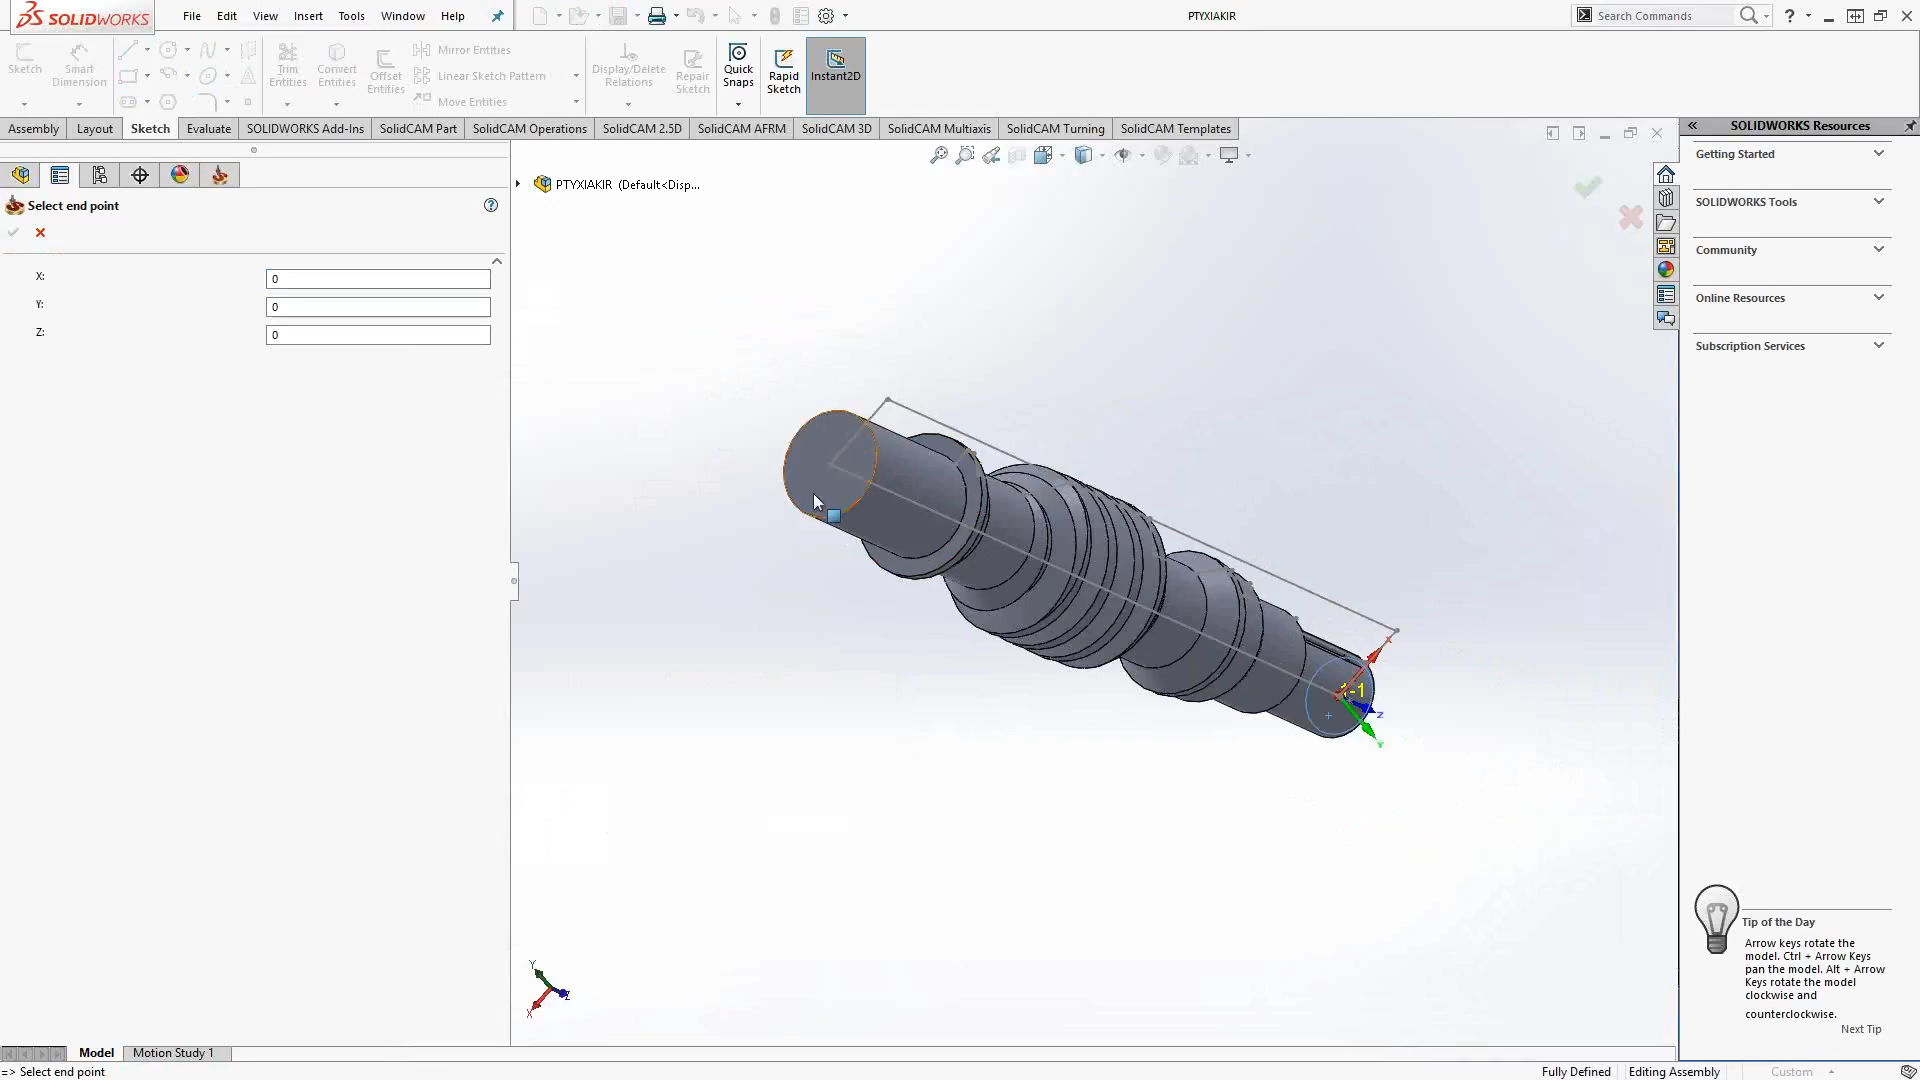 SOLIDWORKS
File Edit View Insert Tools Window Help
PTYXIAKIR
Search Commands
Sketch
Smart Dimension
Trim Entities
Convert Entities
Offset Entities
Mirror Entities
Linear Sketch Pattern
Move Entities
Display/Delete Relations
Repair Sketch
Quick Snaps
Rapid Sketch
Instant2D
Assembly Layout Sketch Evaluate SOLIDWORKS Add-Ins SolidCAM Part SolidCAM Operations SolidCAM 2.5D SolidCAM AFRM SolidCAM 3D SolidCAM Multiaxis SolidCAM Turning SolidCAM Templates
SOLIDWORKS Resources
Getting Started
SOLIDWORKS Tools
Community
Online Resources
Subscription Services
PTYXIAKIR (Default<Disp...
Select end point
X: 0
Y: 0
Z: 0
X
Z
Y
Y
Z
X
Tip of the Day
Arrow keys rotate the
model. Ctrl + Arrow Keys
pan the model. Alt + Arrow
Keys rotate the model
clockwise and
counterclockwise.
Next Tip
Model Motion Study 1
=> Select end point
Fully Defined Editing Assembly Custom